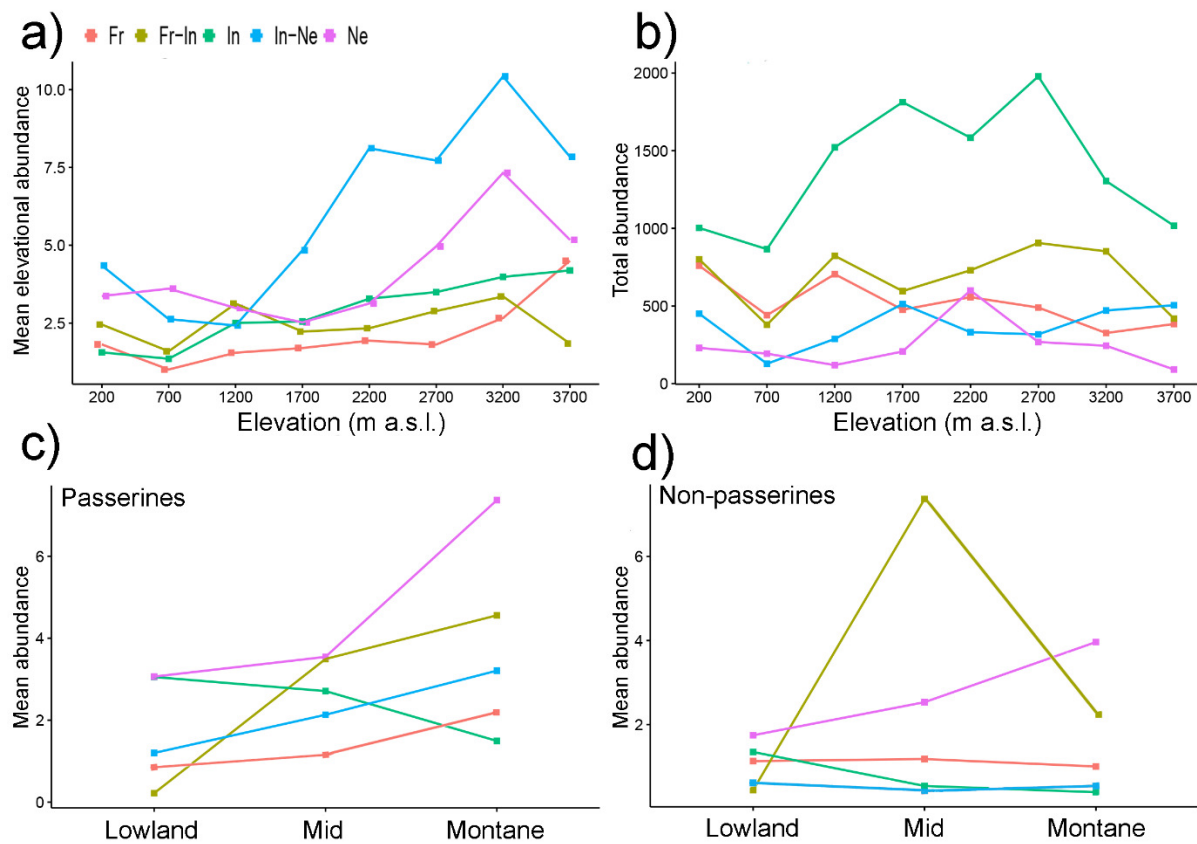 a) Fr Fr-In In In-Ne Ne
Mean elevational abundance
10.0
7.5
5.0
2.5
200 700 1200 1700 2200 2700 3200 3700
Elevation (m a.s.l.)
b)
Total abundance
2000
1500
1000
500
0
200 700 1200 1700 2200 2700 3200 3700
Elevation (m a.s.l.)
c)
Passerines
Mean abundance
6
4
2
0
Lowland Mid Montane
d)
Non-passerines
Mean abundance
6
4
2
Lowland Mid Montane